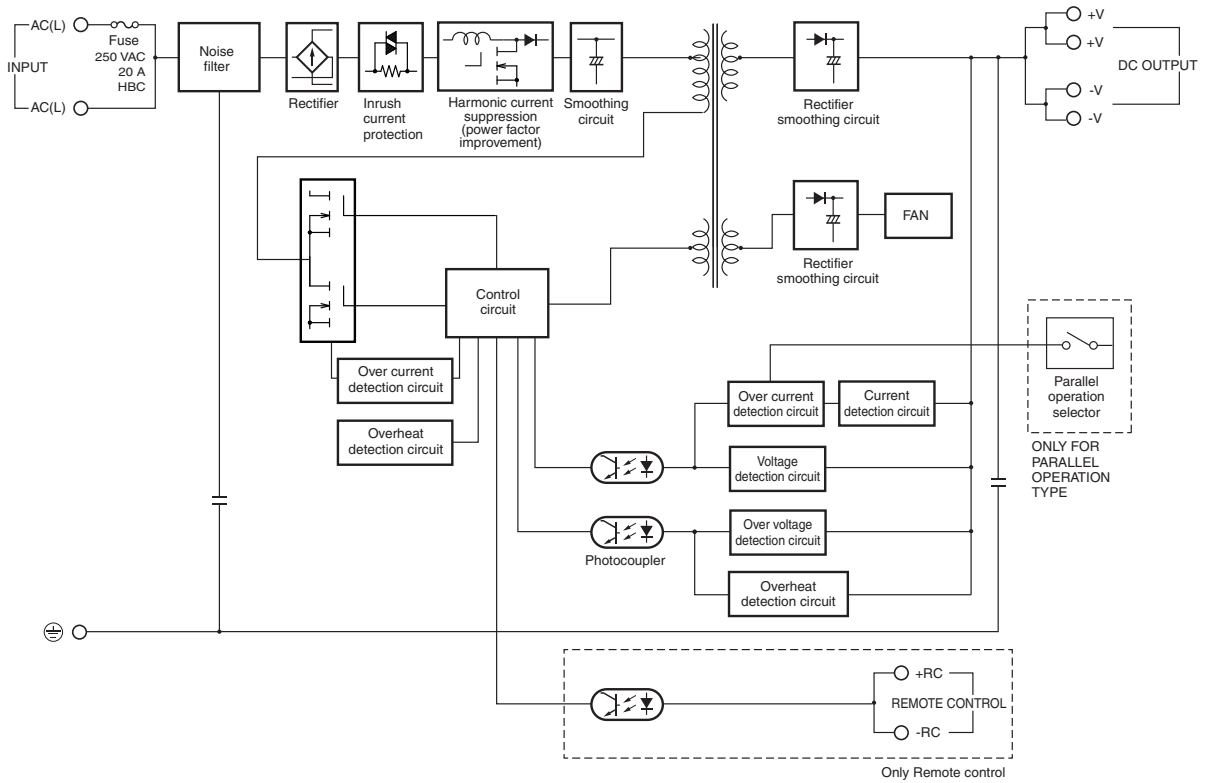 AC(L)
Fuse
250 VAC
20 A
HBC
INPUT
AC(L)
Noise
filter
Rectifier
Inrush
current
protection
Harmonic current
suppression
(power factor
improvement)
Smoothing
circuit
Rectifier
smoothing circuit
+V
+V
DC OUTPUT
-V
-V
Rectifier
smoothing circuit
FAN
Control
circuit
Over current
detection circuit
Overheat
detection circuit
Over current
detection circuit
Current
detection circuit
Parallel
operation
selector
ONLY FOR
PARALLEL
OPERATION
TYPE
Voltage
detection circuit
Over voltage
detection circuit
Photocoupler
Overheat
detection circuit
+RC
REMOTE CONTROL
-RC
Only Remote control